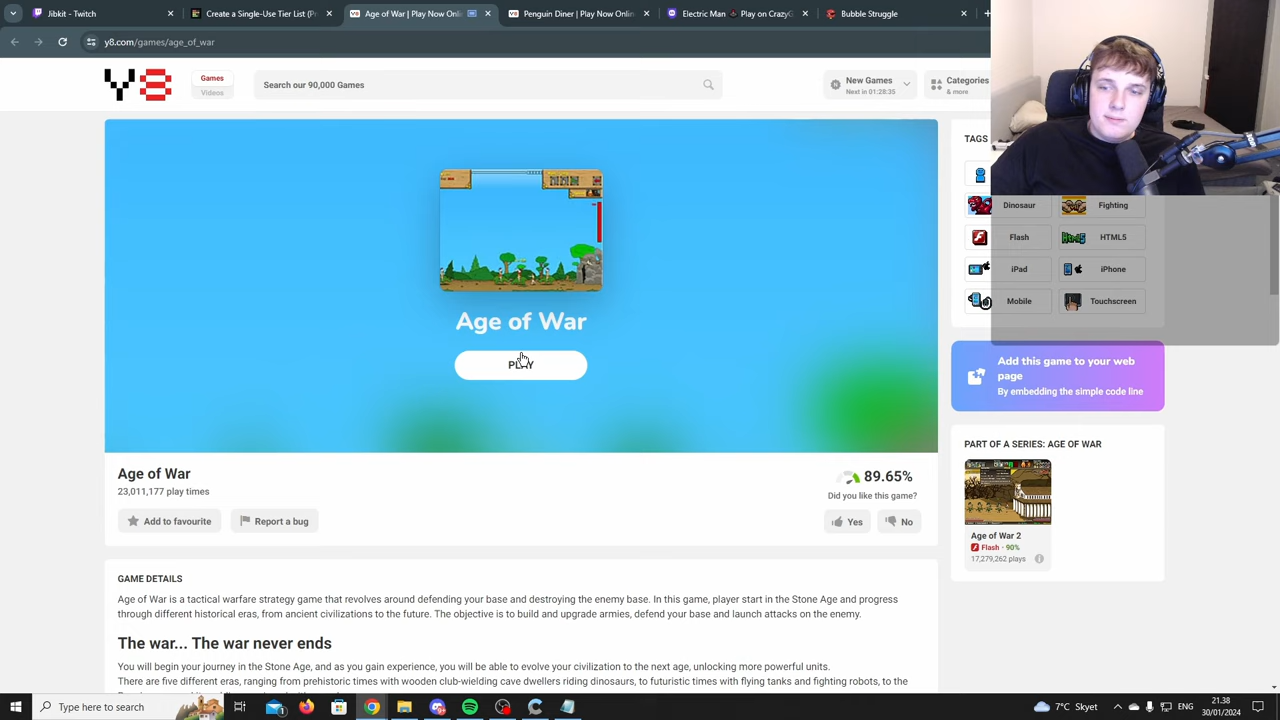 Jibkit - Twitch
Create a Single-Use Tier List (P
Age of War | Play Now Onli
Penguin Diner | Play Now Onlin
Electric Man
Play on CrazyG
Bubble Struggle
y8.com/games/age_of_war
Games
Videos
Search our 90,000 Games
New Games
Next in 01:28:35
Categories
& more
TAGS
Dinosaur
Fighting
Flash
HTML5
iPad
iPhone
Mobile
Touchscreen
Age of War
PLAY
Add this game to your web
page
By embedding the simple code line
Age of War
23,011,177 play times
89.65%
Did you like this game?
Add to favourite
Report a bug
Yes
No
PART OF A SERIES: AGE OF WAR
Age of War 2
Flash - 90%
17,279,262 plays
GAME DETAILS
Age of War is a tactical warfare strategy game that revolves around defending your base and destroying the enemy base. In this game, player start in the Stone Age and progress
through different historical eras, from ancient civilizations to the future. The objective is to build and upgrade armies, defend your base and launch attacks on the enemy.
The war... The war never ends
You will begin your journey in the Stone Age, and as you gain experience, you will be able to evolve your civilization to the next age, unlocking more powerful units.
There are five different eras, ranging from prehistoric times with wooden club-wielding cave dwellers riding dinosaurs, to futuristic times with flying tanks and fighting robots, to the
Type here to search
7°C Skyet
21.38
30/01/2024